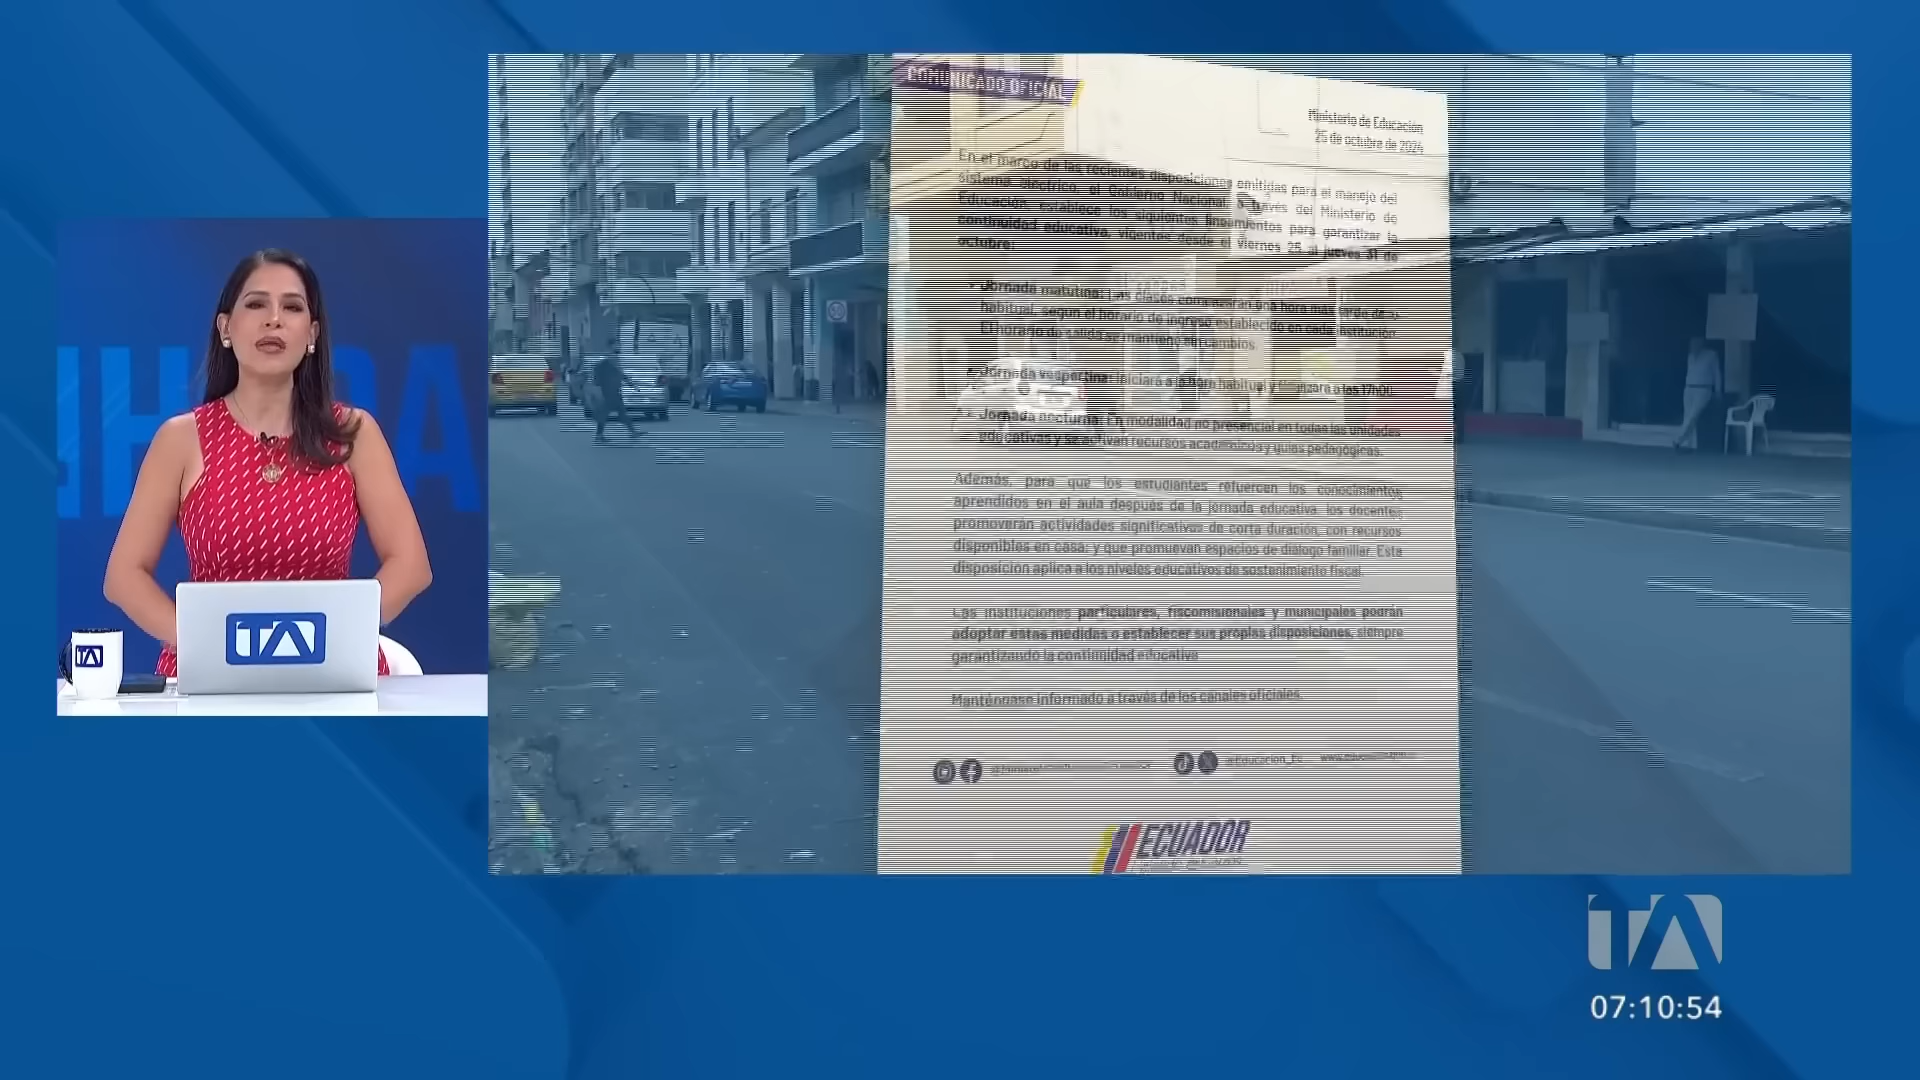 COMUNICADO OFICIAL
Ministerio de Educación
25 de octubre de 2024
En el marco de las recientes disposiciones emitidas para el manejo del
sistema eléctrico, el Gobierno Nacional, a través del Ministerio de
Educación, establece los siguientes lineamientos para garantizar la
continuidad educativa, vigentes desde el viernes 25 al jueves 31 de
octubre:
Jornada matutina: Las clases comenzarán una hora más tarde de lo
habitual, según el horario de ingreso establecido en cada institución.
El horario de salida se mantiene sin cambios.
Jornada vespertina: Iniciará a la hora habitual y finalizará a las 17h00.
Jornada nocturna: En modalidad no presencial en todas las unidades
educativas y se activan recursos académicos y guías pedagógicas.
Además, para que los estudiantes refuercen los conocimientos
aprendidos en el aula después de la jornada educativa, los docentes
promoverán actividades significativas de corta duración, con recursos
disponibles en casa; y que promuevan espacios de diálogo familiar. Esta
disposición aplica a los niveles educativos de sostenimiento fiscal.
Las instituciones particulares, fiscomisionales y municipales podrán
adoptar estas medidas o establecer sus propias disposiciones, siempre
garantizando la continuidad educativa
Manténgase informado a través de los canales oficiales.
@Educacion_Ec
ECUADOR
TA
TA
TA
07:10:54